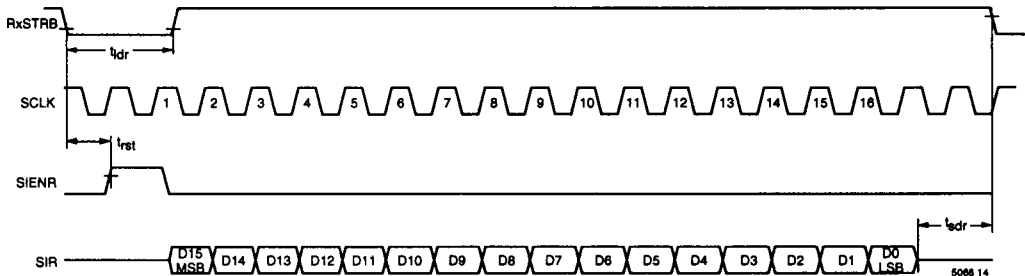 RxSTRB
tldr
SCLK 1 2 3 4 5 6 7 8 9 10 11 12 13 14 15 16
trst
SIENR
tsdr
SIR D15 MSB D14 D13 D12 D11 D10 D9 D8 D7 D6 D5 D4 D3 D2 D1 D0 LSB
5066 14